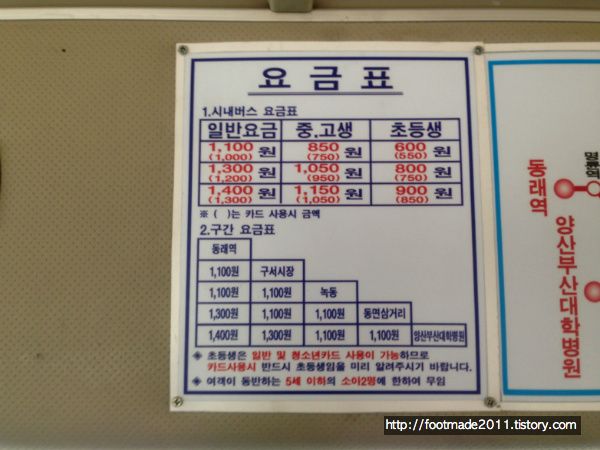 요금표
1.시내버스 요금표
일반요금 중.고생 초등생
1,100 원 850 원 600 원
(1,000) (750) (550)
1,300 원 1,050 원 800 원
(1,200) (950) (750)
1,400 원 1,150 원 900 원
(1,300) (1,050) (850)
※ ( )는 카드 사용시 금액
2.구간 요금표
동래역
1,100원 구서시장
1,100원 1,100원 녹동
1,300원 1,100원 1,100원 동면삼거리
1,400원 1,300원 1,100원 1,100원 양산부산대학병원
◈ 초등생은 일반 및 청소년카드 사용이 가능하므로
카드사용시 반드시 초등생임을 미리 알려주시기 바랍니다.
◈ 여객이 동반하는 5세 이하의 소아2명에 한하여 무임
명륜역
동래역
양산부산대학병원
http://footmade2011.tistory.com